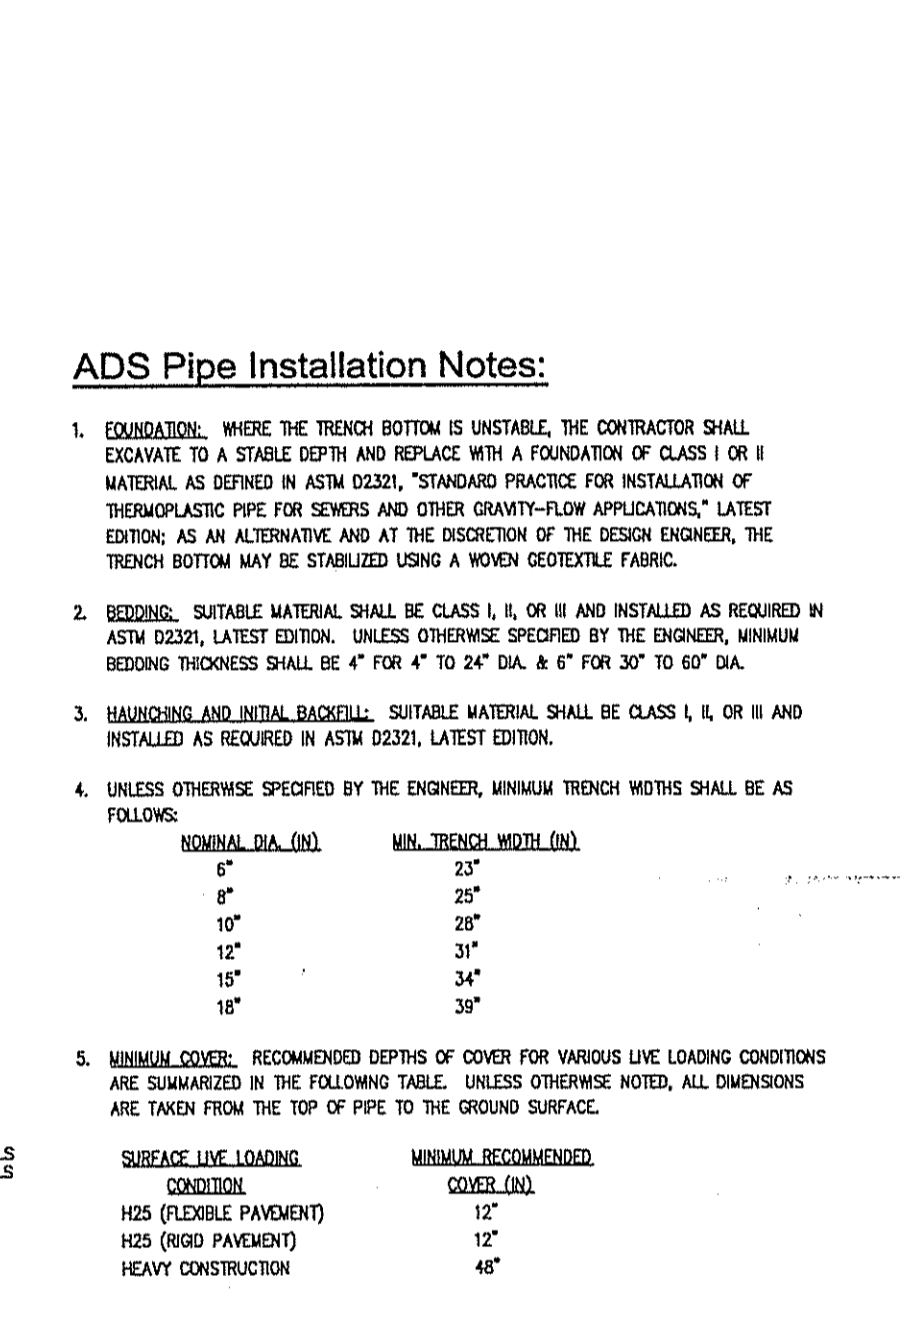 ADS Pipe Installation Notes:
1. FOUNDATION: WHERE THE TRENCH BOTTOM IS UNSTABLE, THE CONTRACTOR SHALL
EXCAVATE TO A STABLE DEPTH AND REPLACE WITH A FOUNDATION OF CLASS I OR II
MATERIAL AS DEFINED IN ASTM D2321, "STANDARD PRACTICE FOR INSTALLATION OF
THERMOPLASTIC PIPE FOR SEWERS AND OTHER GRAVITY-FLOW APPLICATIONS," LATEST
EDITION; AS AN ALTERNATIVE AND AT THE DISCRETION OF THE DESIGN ENGINEER, THE
TRENCH BOTTOM MAY BE STABILIZED USING A WOVEN GEOTEXTILE FABRIC.
2. BEDDING: SUITABLE MATERIAL SHALL BE CLASS I, II, OR III AND INSTALLED AS REQUIRED IN
ASTM D2321, LATEST EDITION. UNLESS OTHERWISE SPECIFIED BY THE ENGINEER, MINIMUM
BEDDING THICKNESS SHALL BE 4" FOR 4" TO 24" DIA. & 6" FOR 30" TO 60" DIA.
3. HAUNCHING AND INITIAL BACKFILL: SUITABLE MATERIAL SHALL BE CLASS I, II, OR III AND
INSTALLED AS REQUIRED IN ASTM D2321, LATEST EDITION.
4. UNLESS OTHERWISE SPECIFIED BY THE ENGINEER, MINIMUM TRENCH WIDTHS SHALL BE AS
FOLLOWS:
NOMINAL DIA. (IN) MIN. TRENCH WIDTH (IN)
6" 23"
8" 25"
10" 28"
12" 31"
15" 34"
18" 39"
5. MINIMUM COVER: RECOMMENDED DEPTHS OF COVER FOR VARIOUS LIVE LOADING CONDITIONS
ARE SUMMARIZED IN THE FOLLOWING TABLE. UNLESS OTHERWISE NOTED, ALL DIMENSIONS
ARE TAKEN FROM THE TOP OF PIPE TO THE GROUND SURFACE.
SURFACE LIVE LOADING MINIMUM RECOMMENDED
CONDITION COVER (IN)
H25 (FLEXIBLE PAVEMENT) 12"
H25 (RIGID PAVEMENT) 12"
HEAVY CONSTRUCTION 48"